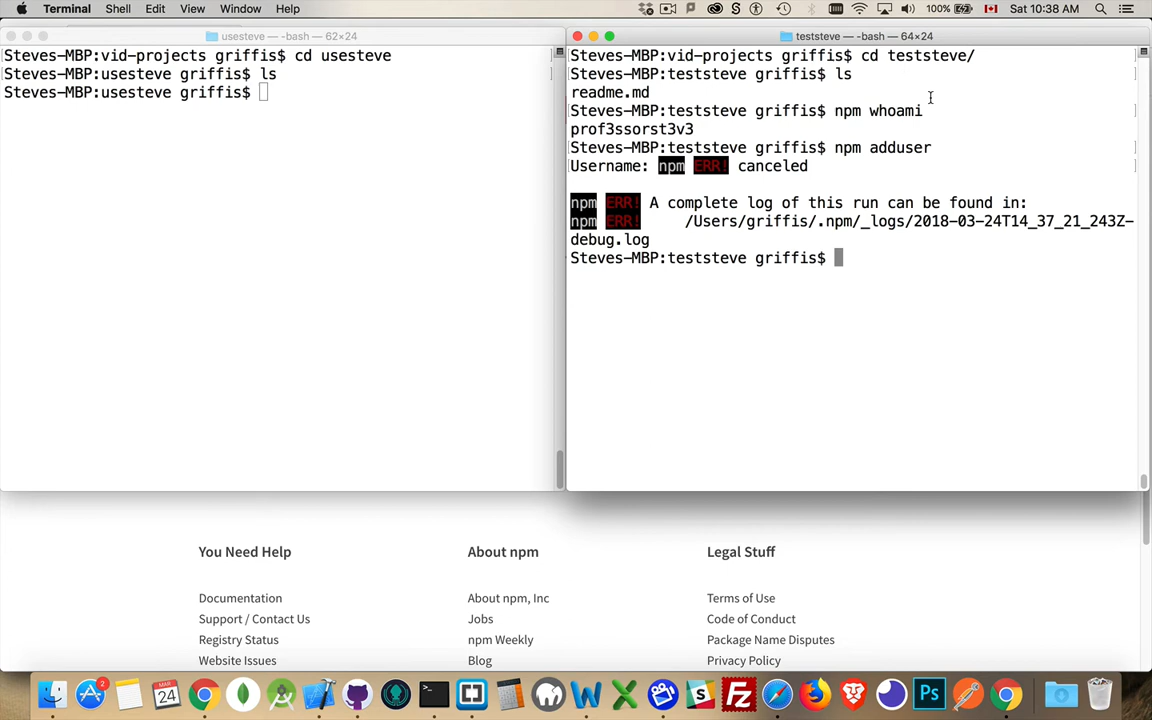 Terminal Shell Edit View Window Help
100% Sat 10:38 AM
usesteve — -bash — 62×24
Steves-MBP:vid-projects griffis$ cd usesteve
Steves-MBP:usesteve griffis$ ls
Steves-MBP:usesteve griffis$
teststeve — -bash — 64×24
Steves-MBP:vid-projects griffis$ cd teststeve/
Steves-MBP:teststeve griffis$ ls
readme.md
Steves-MBP:teststeve griffis$ npm whoami
prof3ssorst3v3
Steves-MBP:teststeve griffis$ npm adduser
Username: npm ERR! canceled
npm ERR! A complete log of this run can be found in:
npm ERR!     /Users/griffis/.npm/_logs/2018-03-24T14_37_21_243Z-
debug.log
Steves-MBP:teststeve griffis$
You Need Help
Documentation
Support / Contact Us
Registry Status
Website Issues
About npm
About npm, Inc
Jobs
npm Weekly
Blog
Legal Stuff
Terms of Use
Code of Conduct
Package Name Disputes
Privacy Policy
2
MAR
24
Ps